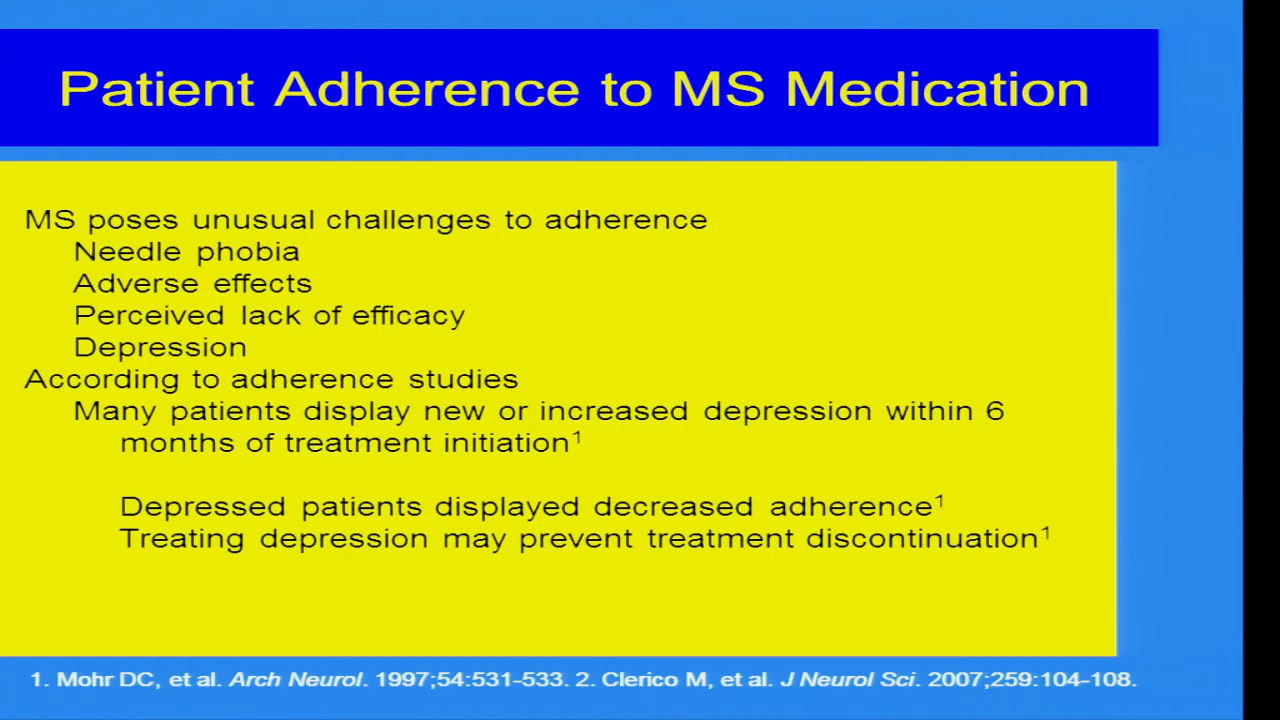 Patient Adherence to MS Medication
MS poses unusual challenges to adherence
Needle phobia
Adverse effects
Perceived lack of efficacy
Depression
According to adherence studies
Many patients display new or increased depression within 6
months of treatment initiation¹
Depressed patients displayed decreased adherence¹
Treating depression may prevent treatment discontinuation¹
1. Mohr DC, et al. Arch Neurol. 1997;54:531-533. 2. Clerico M, et al. J Neurol Sci. 2007;259:104-108.